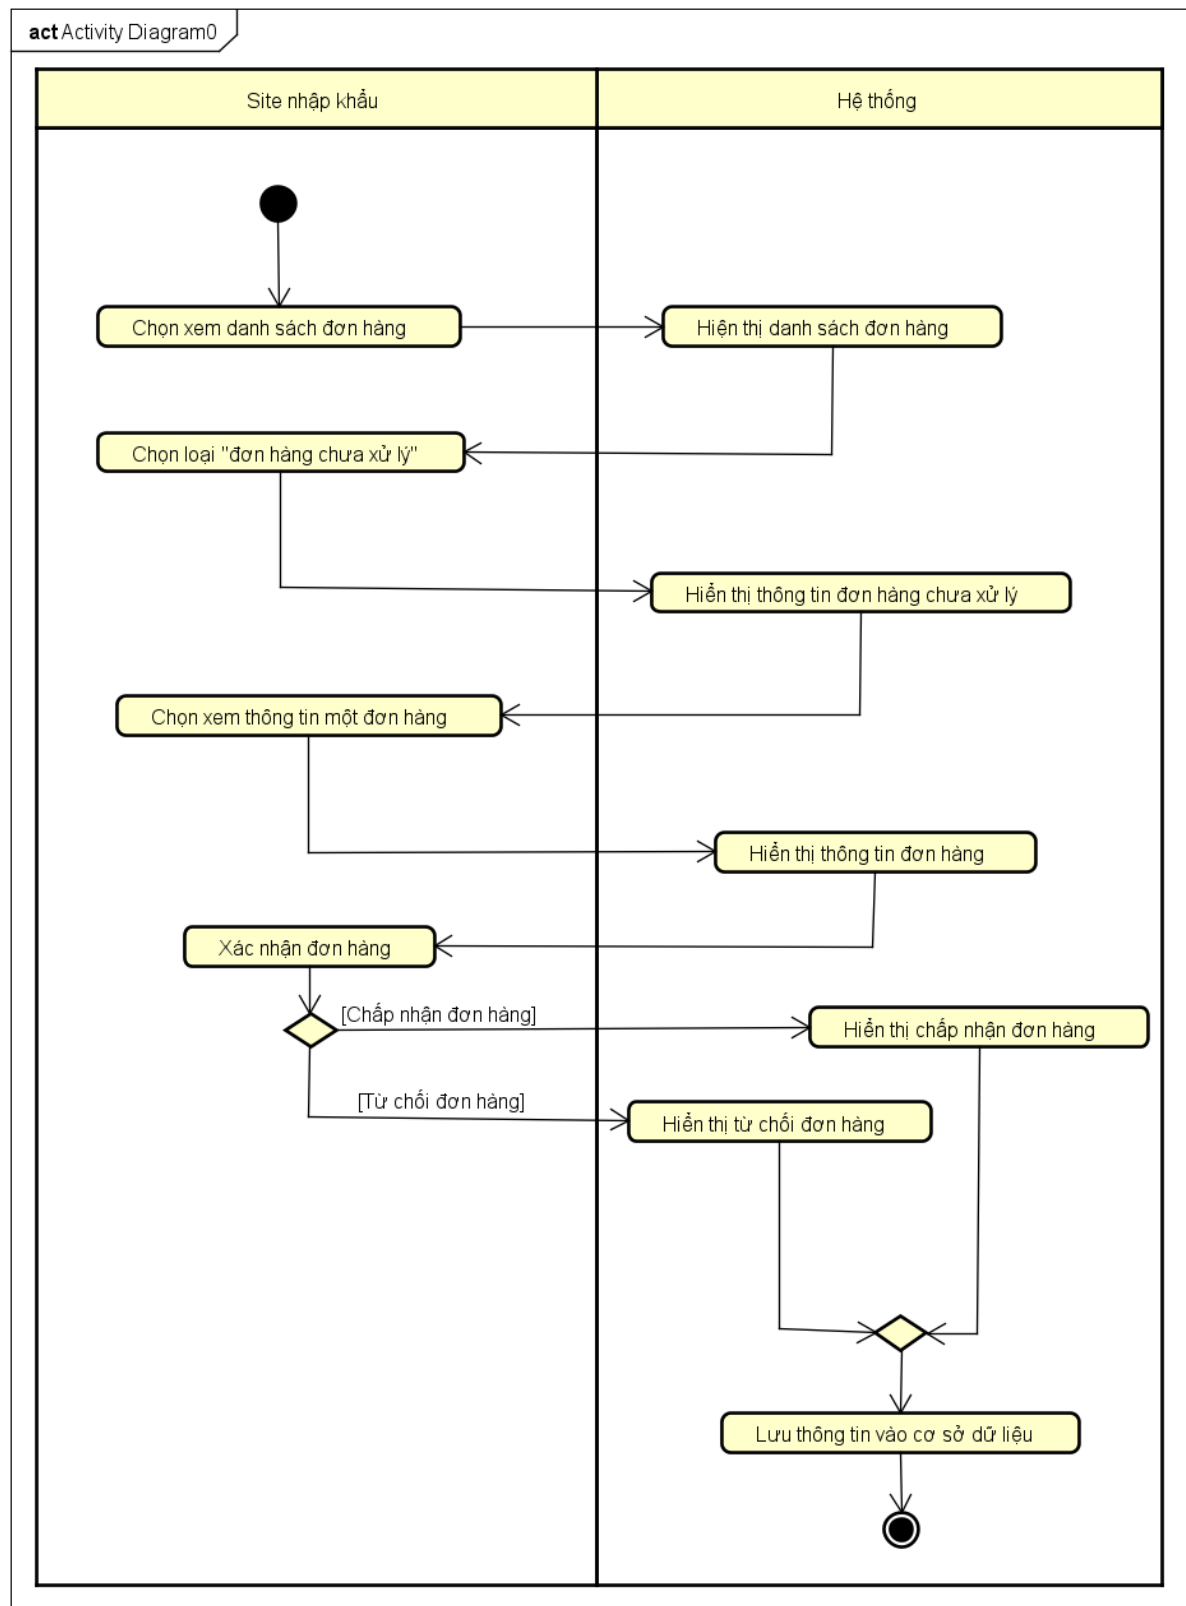 act Activity Diagram0
Site nhập khẩu
Hệ thống
Chọn xem danh sách đơn hàng
Hiện thị danh sách đơn hàng
Chọn loại "đơn hàng chưa xử lý"
Hiển thị thông tin đơn hàng chưa xử lý
Chọn xem thông tin một đơn hàng
Hiển thị thông tin đơn hàng
Xác nhận đơn hàng
[Chấp nhận đơn hàng]
Hiển thị chấp nhận đơn hàng
[Từ chối đơn hàng]
Hiển thị từ chối đơn hàng
Lưu thông tin vào cơ sở dữ liệu